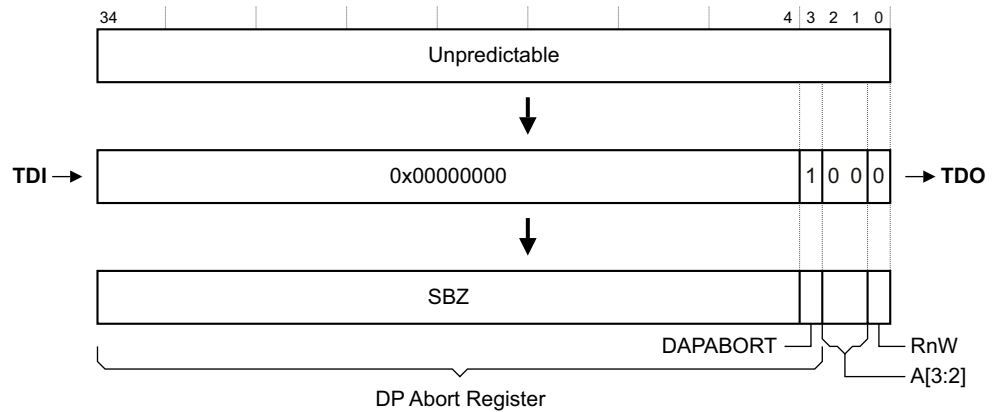 34 4 3 2 1 0
Unpredictable
TDI 0x00000000 1 0 0 0 TDO
SBZ
DAPABORT RnW
A[3:2]
DP Abort Register